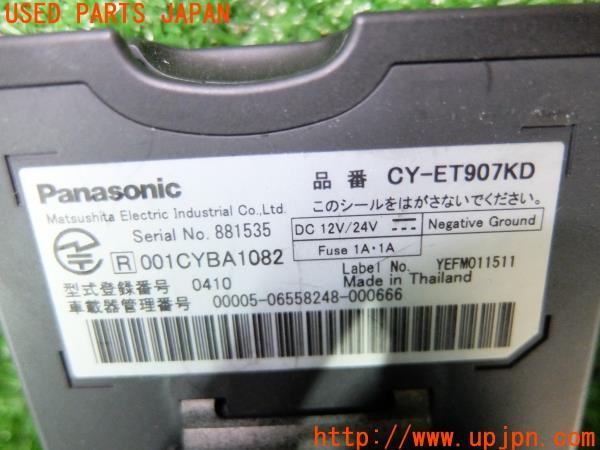 USED PARTS JAPAN
Panasonic
品番 CY-ET907KD
Matsushita Electric Industrial Co.,Ltd.
このシールをはがさないでください。
Serial No. 881535
DC 12V/24V
Negative Ground
Fuse 1A・1A
R 001CYBA1082
Label No. YEFM011511
型式登録番号 0410
Made in Thailand
車載器管理番号 00005-06558248-000666
http://www.upjpn.com